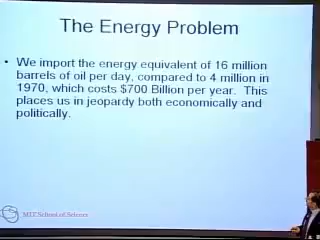 The Energy Problem
• We import the energy equivalent of 16 million
barrels of oil per day, compared to 4 million in
1970, which costs $700 Billion per year. This
places us in jeopardy both economically and
politically.
MIT School of Science